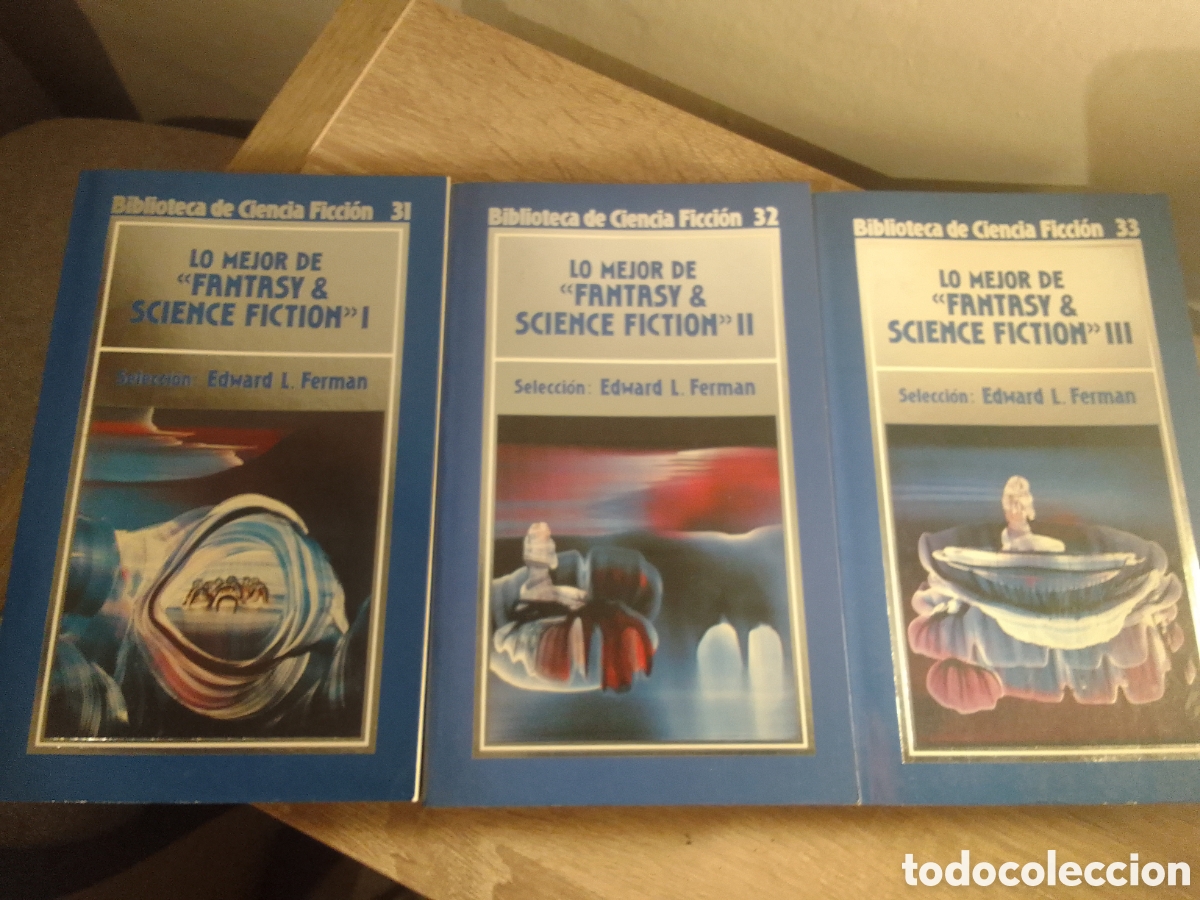 Biblioteca de Ciencia Ficción 31
LO MEJOR DE
«FANTASY &
SCIENCE FICTION» I
Selección: Edward L. Ferman
Biblioteca de Ciencia Ficción 32
LO MEJOR DE
«FANTASY &
SCIENCE FICTION» II
Selección: Edward L. Ferman
Biblioteca de Ciencia Ficción 33
LO MEJOR DE
«FANTASY &
SCIENCE FICTION» III
Selección: Edward L. Ferman
todocoleccion